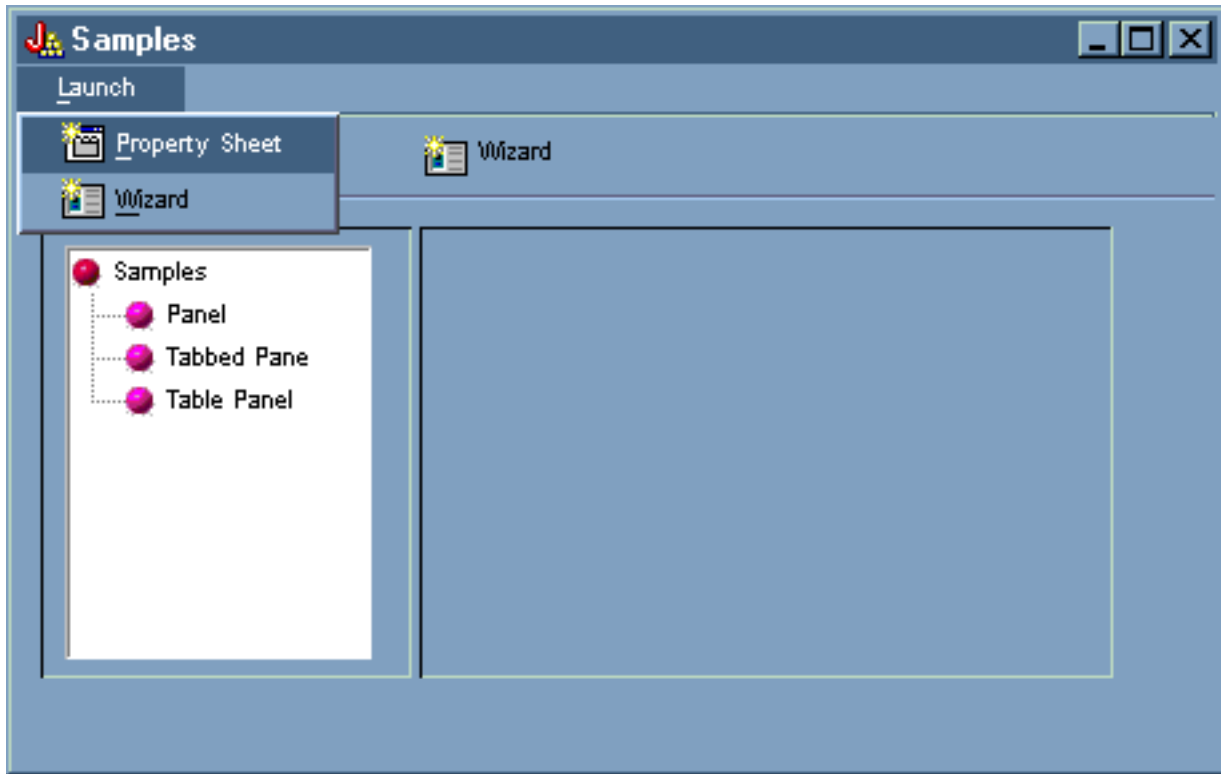 Samples
Launch
Property Sheet
Wizard
Wizard
Samples
Panel
Tabbed Pane
Table Panel